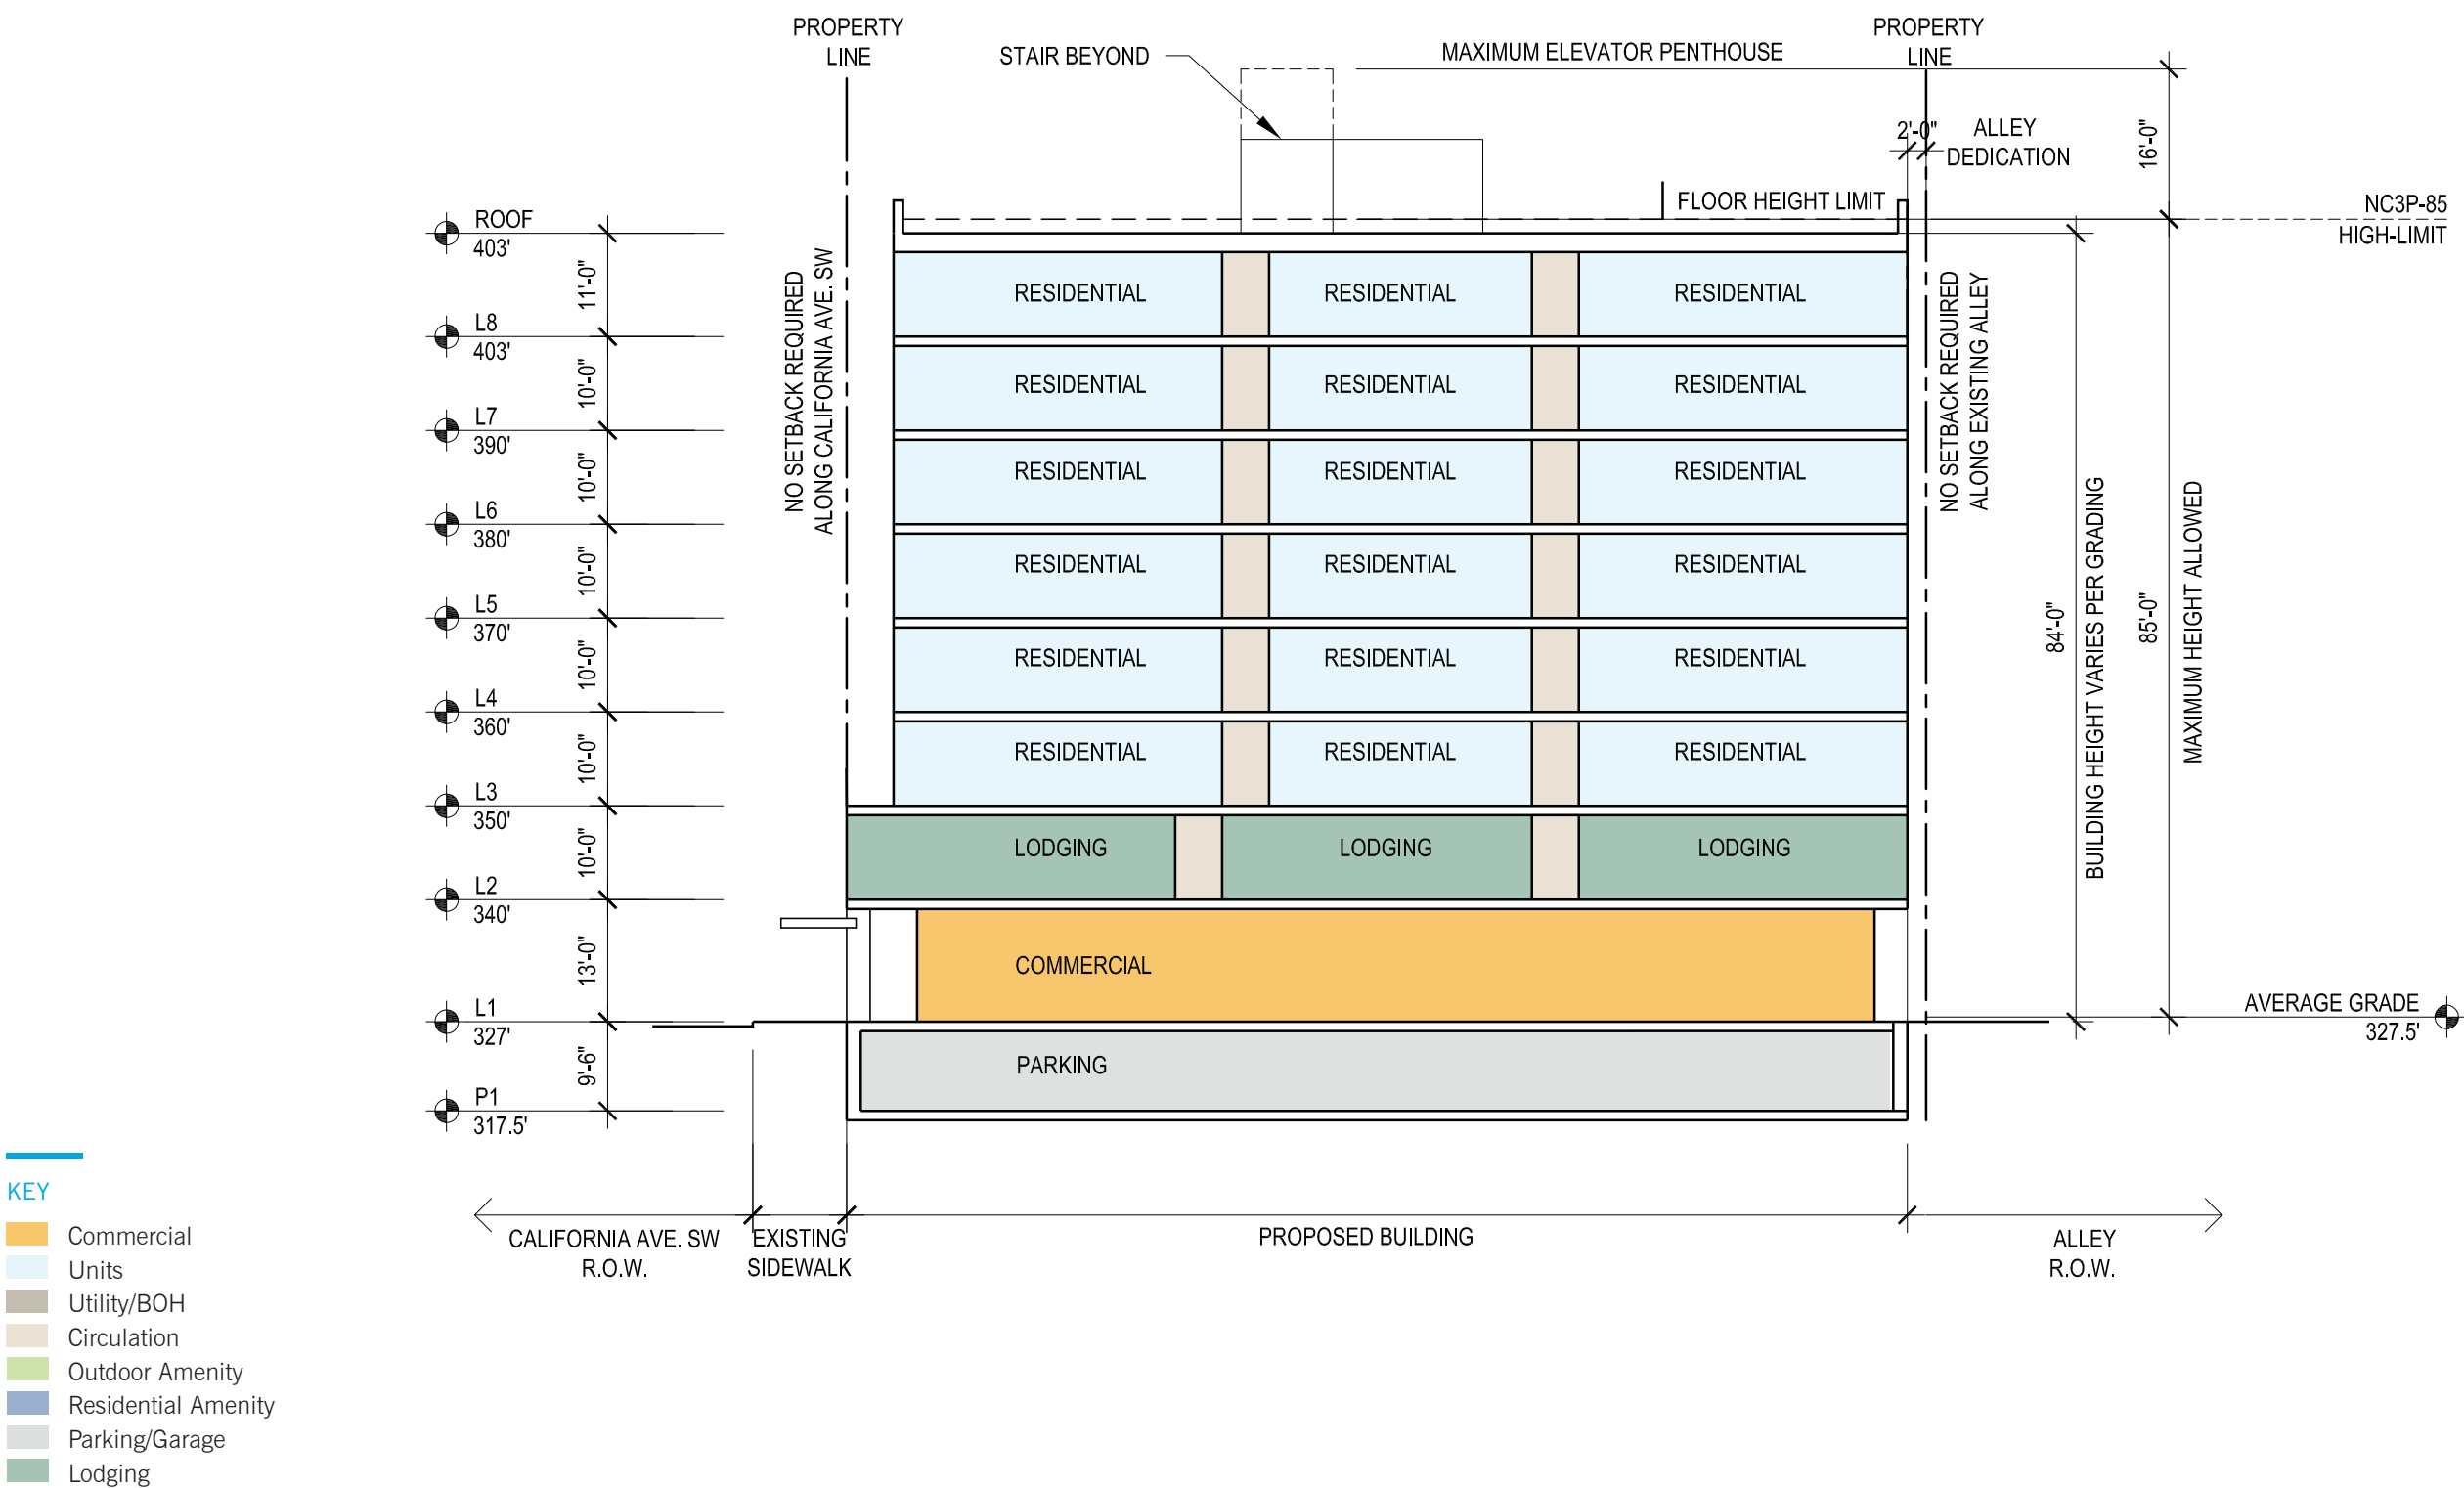 PROPERTY
LINE
STAIR BEYOND
MAXIMUM ELEVATOR PENTHOUSE
PROPERTY
LINE
2'-0"
ALLEY
DEDICATION
16'-0"
FLOOR HEIGHT LIMIT
NC3P-85
HIGH-LIMIT
ROOF
403'
11'-0"
L8
403'
10'-0"
L7
390'
10'-0"
L6
380'
10'-0"
L5
370'
10'-0"
L4
360'
10'-0"
L3
350'
10'-0"
L2
340'
13'-0"
L1
327'
9'-6"
P1
317.5'
NO SETBACK REQUIRED
ALONG CALIFORNIA AVE. SW
RESIDENTIAL RESIDENTIAL RESIDENTIAL
RESIDENTIAL RESIDENTIAL RESIDENTIAL
RESIDENTIAL RESIDENTIAL RESIDENTIAL
RESIDENTIAL RESIDENTIAL RESIDENTIAL
RESIDENTIAL RESIDENTIAL RESIDENTIAL
RESIDENTIAL RESIDENTIAL RESIDENTIAL
LODGING LODGING LODGING
COMMERCIAL
PARKING
NO SETBACK REQUIRED
ALONG EXISTING ALLEY
84'-0"
BUILDING HEIGHT VARIES PER GRADING
85'-0"
MAXIMUM HEIGHT ALLOWED
AVERAGE GRADE
327.5'
CALIFORNIA AVE. SW
R.O.W.
EXISTING
SIDEWALK
PROPOSED BUILDING
ALLEY
R.O.W.
KEY
Commercial
Units
Utility/BOH
Circulation
Outdoor Amenity
Residential Amenity
Parking/Garage
Lodging